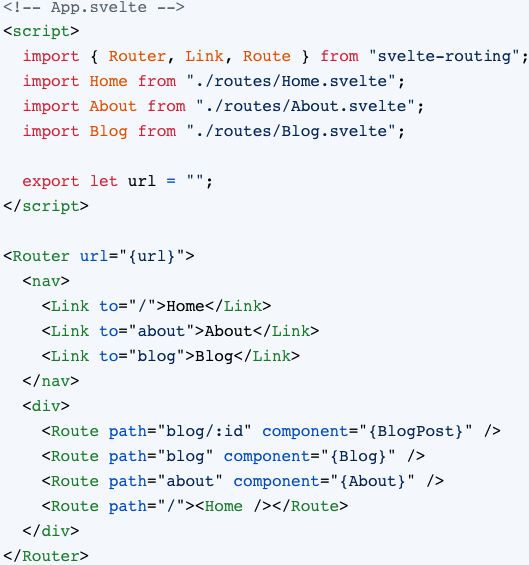 <!-- App.svelte -->
<script>
  import { Router, Link, Route } from "svelte-routing";
  import Home from "./routes/Home.svelte";
  import About from "./routes/About.svelte";
  import Blog from "./routes/Blog.svelte";

  export let url = "";
</script>

<Router url="{url}">
  <nav>
    <Link to="/">Home</Link>
    <Link to="about">About</Link>
    <Link to="blog">Blog</Link>
  </nav>
  <div>
    <Route path="blog/:id" component="{BlogPost}" />
    <Route path="blog" component="{Blog}" />
    <Route path="about" component="{About}" />
    <Route path="/"><Home /></Route>
  </div>
</Router>